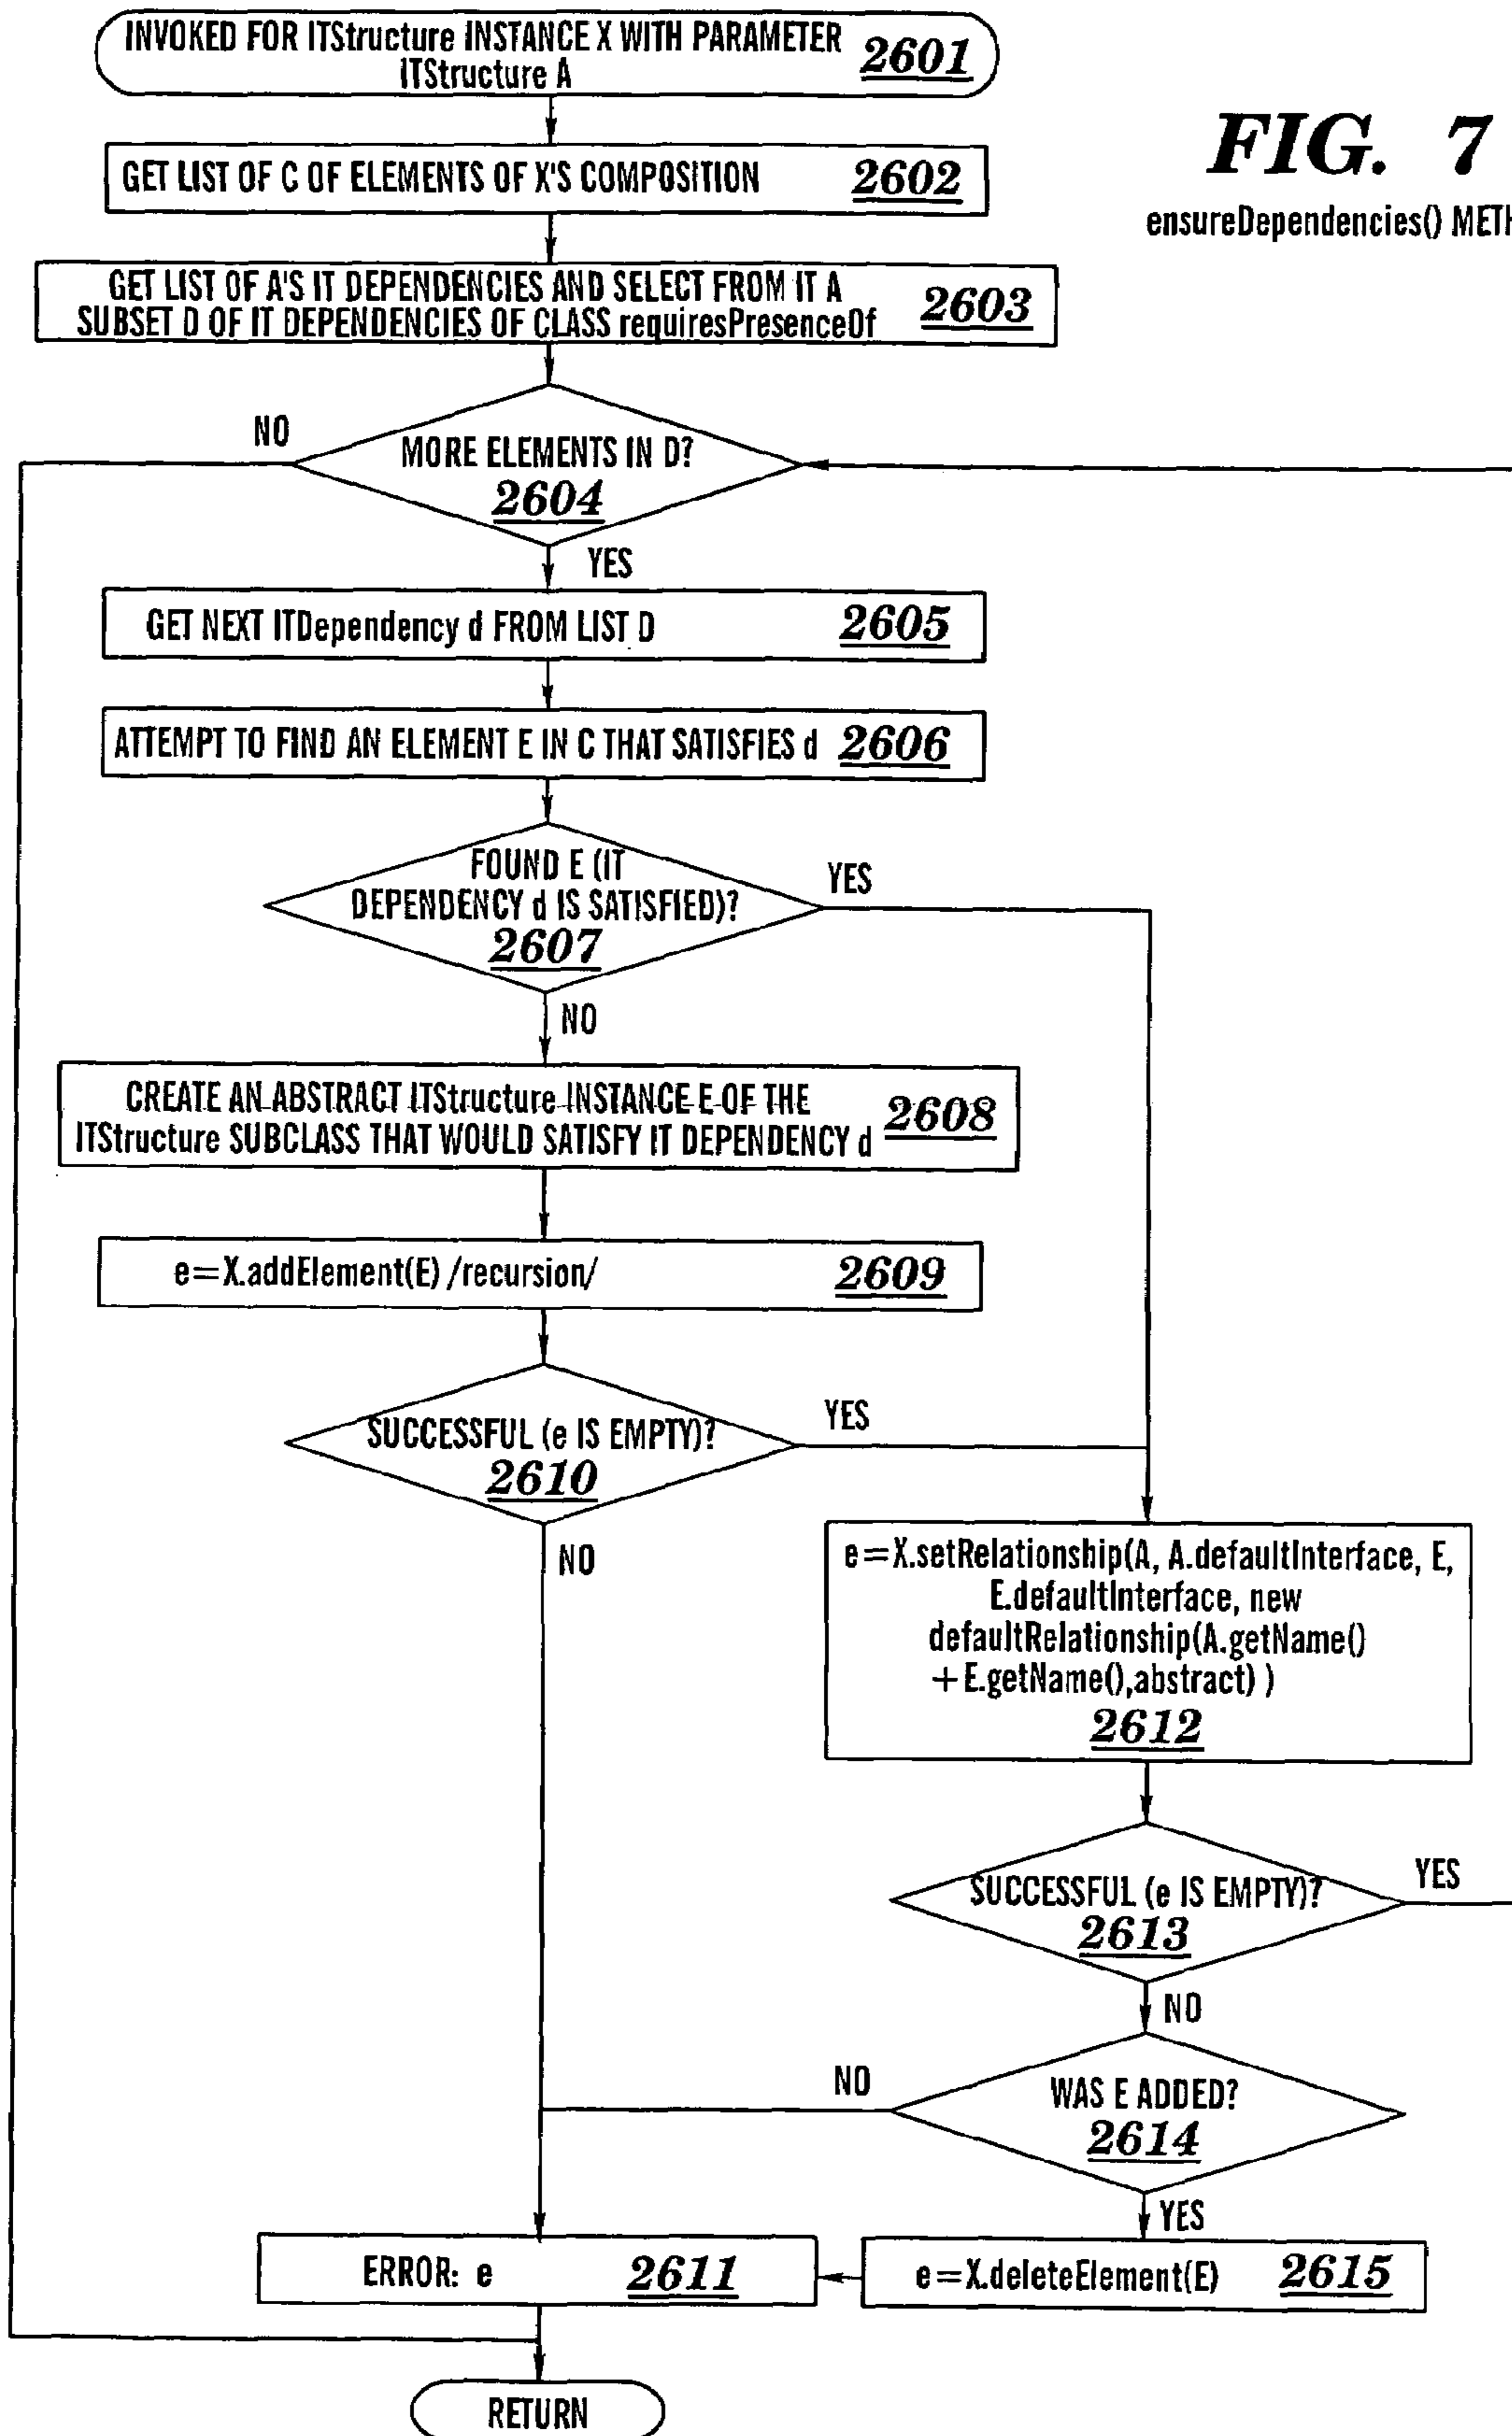 INVOKED FOR ITStructure INSTANCE X WITH PARAMETER
ITStructure A
2601
FIG. 7
ensureDependencies() METH
GET LIST OF C OF ELEMENTS OF X'S COMPOSITION 2602
GET LIST OF A'S IT DEPENDENCIES AND SELECT FROM IT A
SUBSET D OF IT DEPENDENCIES OF CLASS requiresPresenceOf
2603
NO
MORE ELEMENTS IN D?
2604
YES
GET NEXT ITDependency d FROM LIST D 2605
ATTEMPT TO FIND AN ELEMENT E IN C THAT SATISFIES d 2606
FOUND E (IT
DEPENDENCY d IS SATISFIED)?
2607
YES
NO
CREATE AN ABSTRACT ITStructure INSTANCE E OF THE
ITStructure SUBCLASS THAT WOULD SATISFY IT DEPENDENCY d
2608
e=X.addElement(E) /recursion/ 2609
SUCCESSFUL (e IS EMPTY)?
2610
YES
NO
e=X.setRelationship(A, A.defaultInterface, E,
E.defaultInterface, new
defaultRelationship(A.getName()
+E.getName(),abstract) )
2612
SUCCESSFUL (e IS EMPTY)?
2613
YES
NO
WAS E ADDED?
2614
NO
YES
ERROR: e 2611
e=X.deleteElement(E) 2615
RETURN